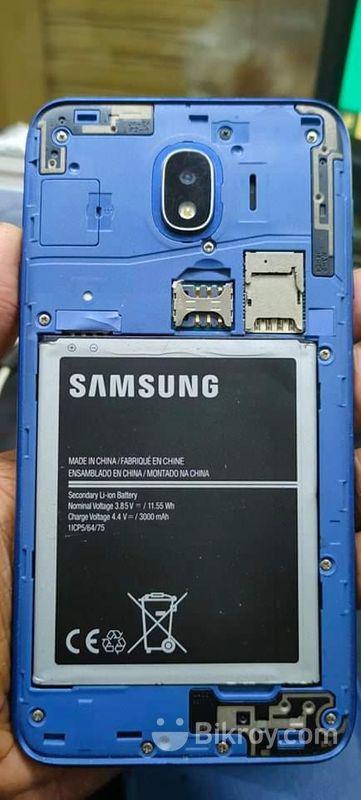 SAMSUNG
MADE IN CHINA / FABRIQUÉ EN CHINE
ENSAMBLADO EN CHINA / MONTADO NA CHINA
Secondary Li-ion Battery
Nominal Voltage 3.85 V ⎓ / 11.55 Wh
Charge Voltage 4.4 V ⎓ / 3000 mAh
1ICP5/64/75
CE
Bikroy.com